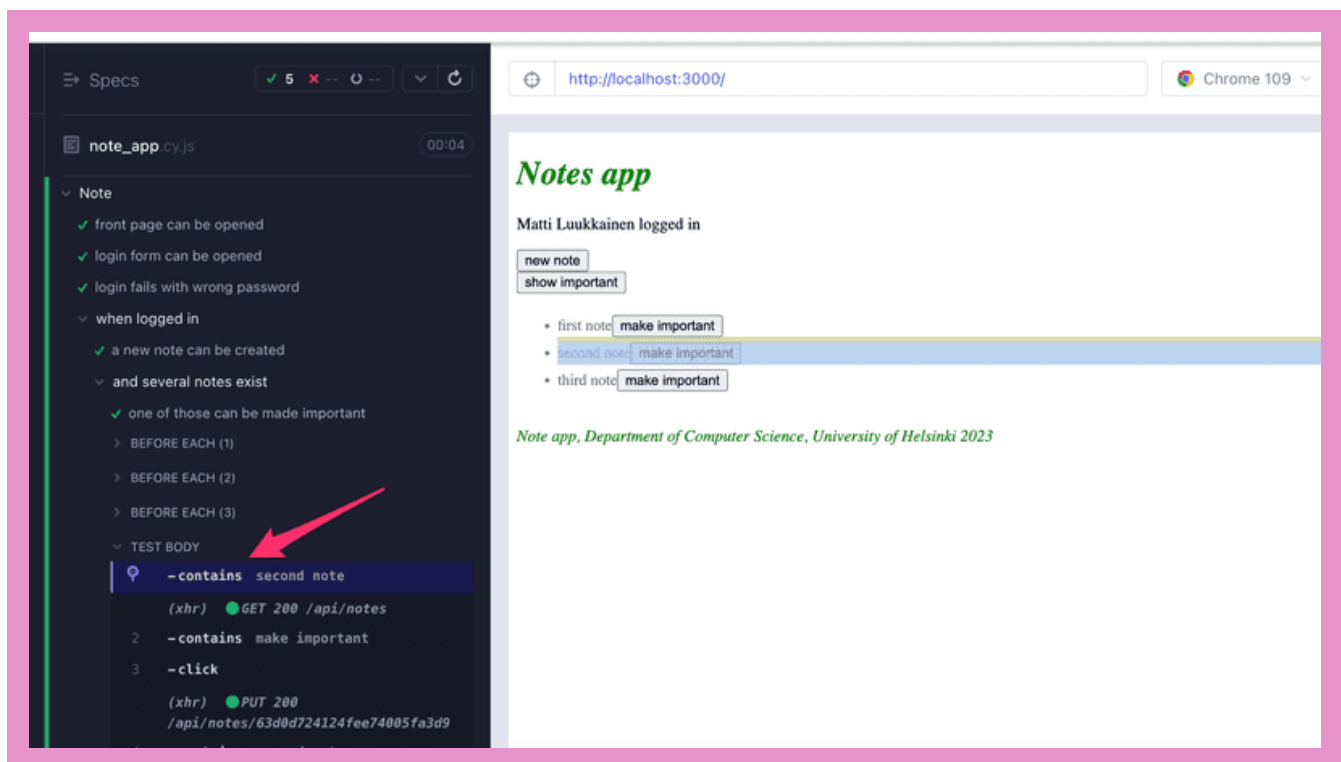 Specs
5 -- --
note_app.cy.js
00:04
Note
front page can be opened
login form can be opened
login fails with wrong password
when logged in
a new note can be created
and several notes exist
one of those can be made important
BEFORE EACH (1)
BEFORE EACH (2)
BEFORE EACH (3)
TEST BODY
-contains second note
(xhr) GET 200 /api/notes
2 -contains make important
3 -click
(xhr) PUT 200
/api/notes/63d0d724124fee74005fa3d9
http://localhost:3000/
Chrome 109
Notes app
Matti Luukkainen logged in
new note
show important
first note make important
second note make important
third note make important
Note app, Department of Computer Science, University of Helsinki 2023